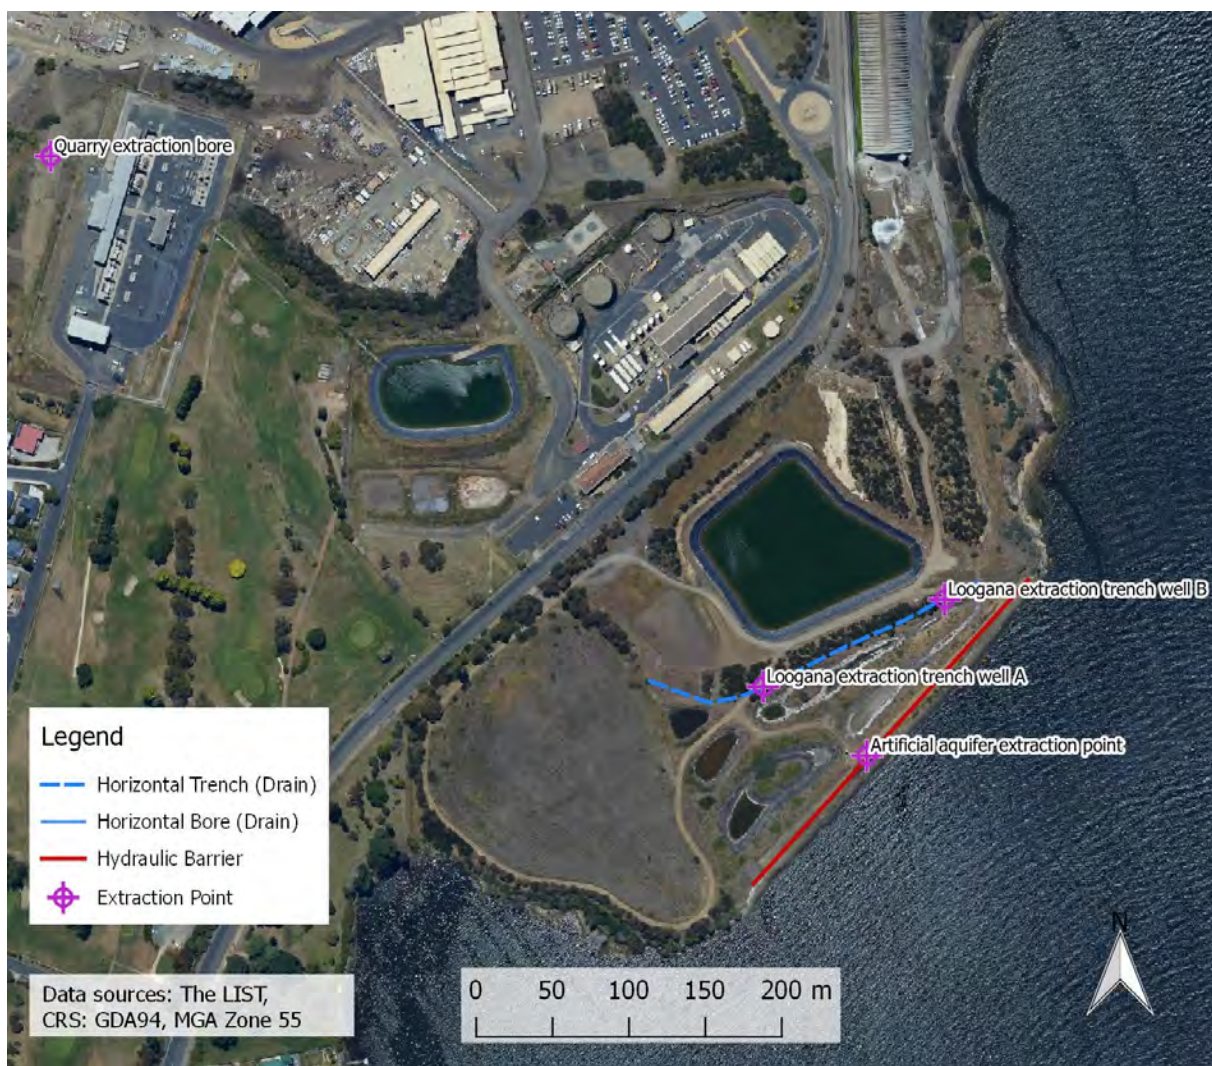 Quarry extraction bore
Loogana extraction trench well B
Loogana extraction trench well A
Artificial aquifer extraction point
Legend
Horizontal Trench (Drain)
Horizontal Bore (Drain)
Hydraulic Barrier
Extraction Point
Data sources: The LIST,
CRS: GDA94, MGA Zone 55
0 50 100 150 200 m
N